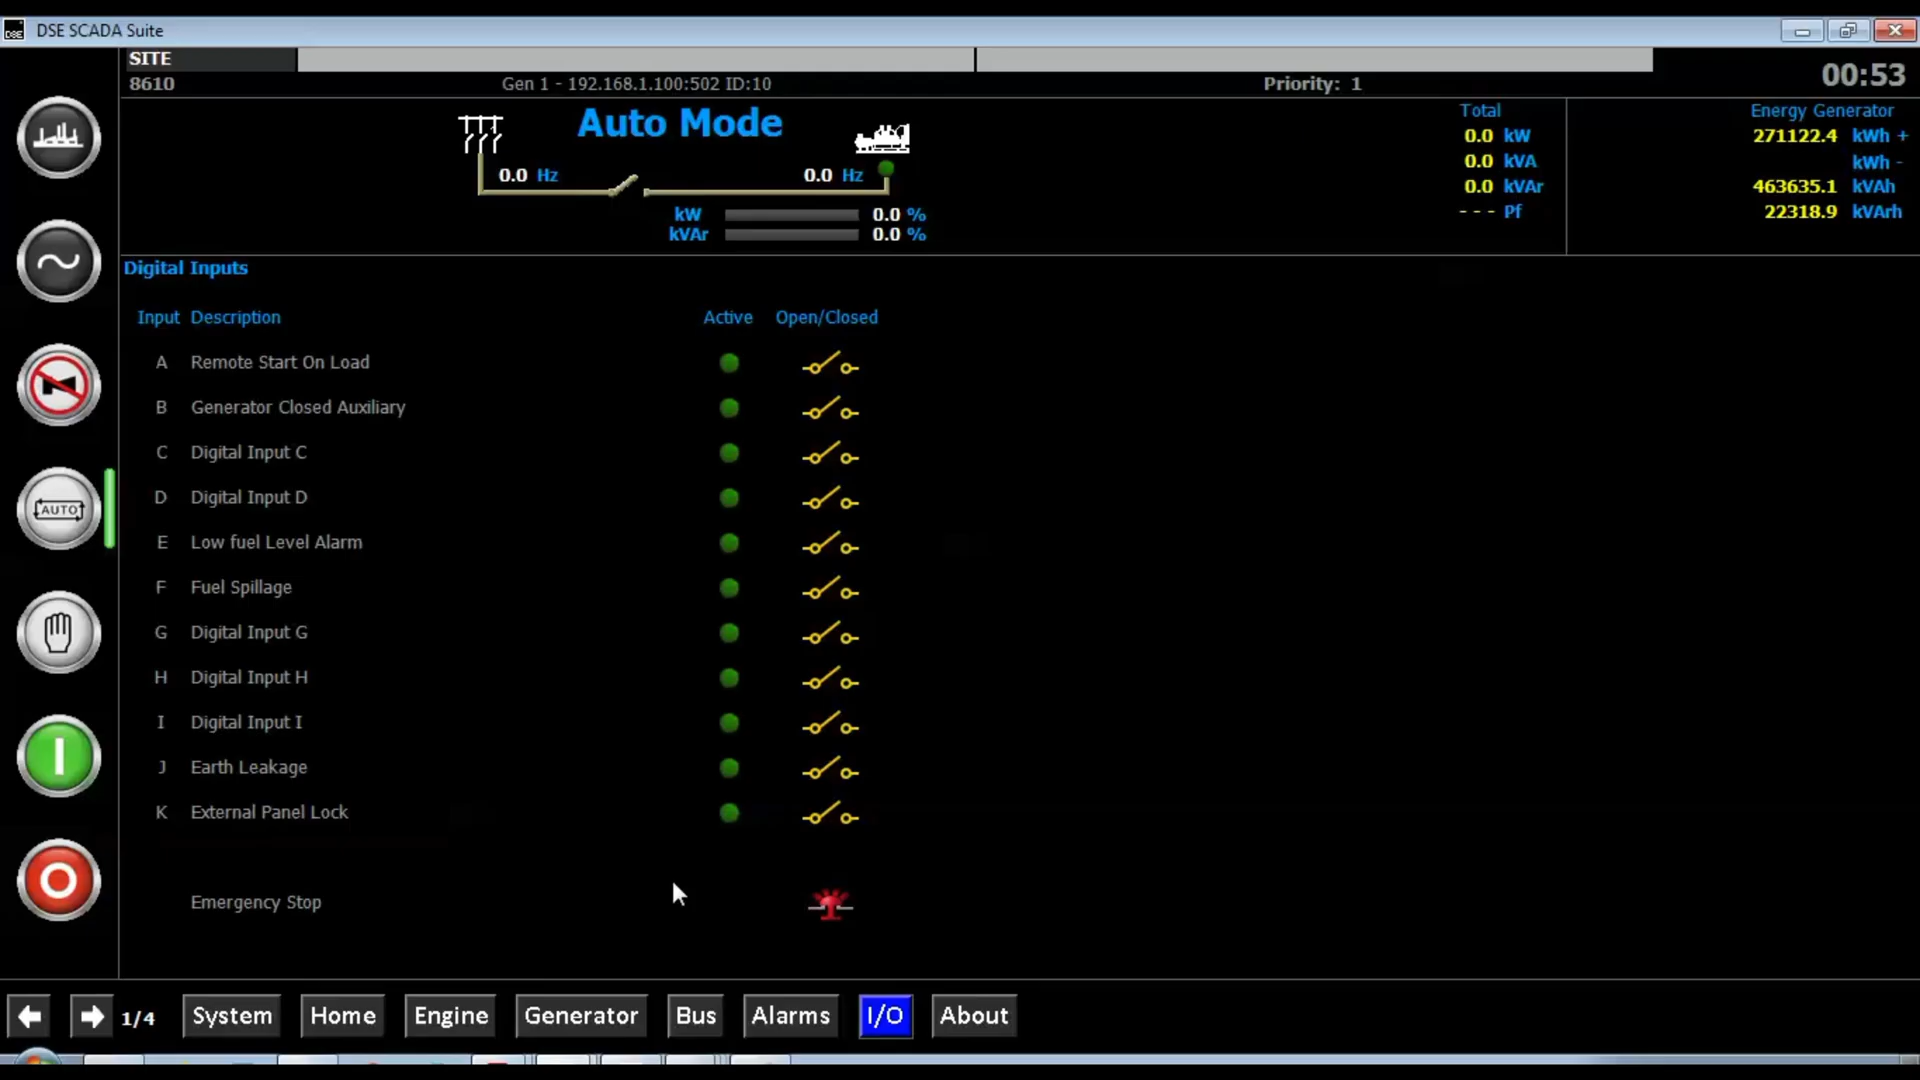 DSE SCADA Suite
SITE
8610
Gen 1 - 192.168.1.100:502 ID:10
Priority: 1
00:53
Auto Mode
0.0 Hz
0.0 Hz
kW 0.0 %
kVAr 0.0 %
Total
0.0 kW
0.0 kVA
0.0 kVAr
- - - Pf
Energy Generator
271122.4 kWh +
kWh -
463635.1 kVAh
22318.9 kVArh
Digital Inputs
Input Description Active Open/Closed
A Remote Start On Load
B Generator Closed Auxiliary
C Digital Input C
D Digital Input D
E Low fuel Level Alarm
F Fuel Spillage
G Digital Input G
H Digital Input H
I Digital Input I
J Earth Leakage
K External Panel Lock
Emergency Stop
AUTO
1/4 System Home Engine Generator Bus Alarms I/O About